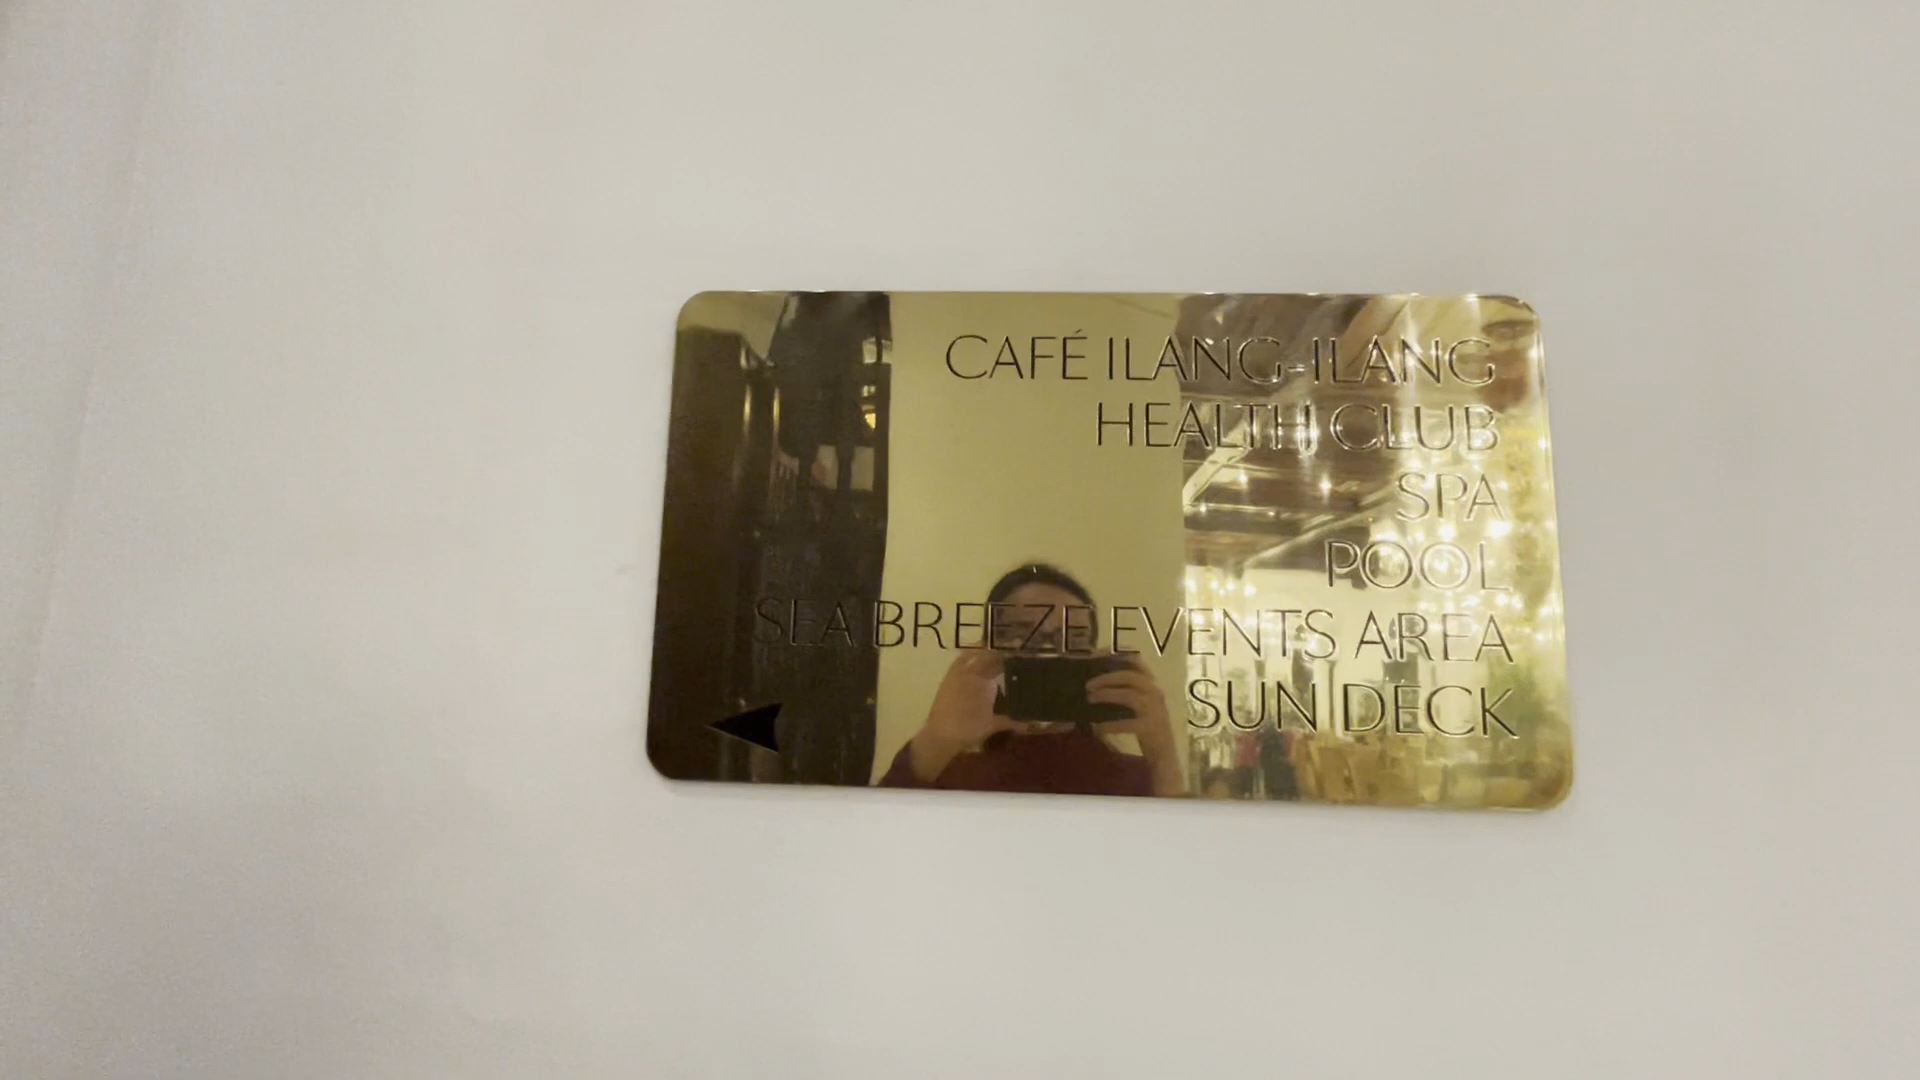 CAFÉ ILANG-ILANG
HEALTH CLUB
SPA
POOL
SEA BREEZE EVENTS AREA
SUN DECK